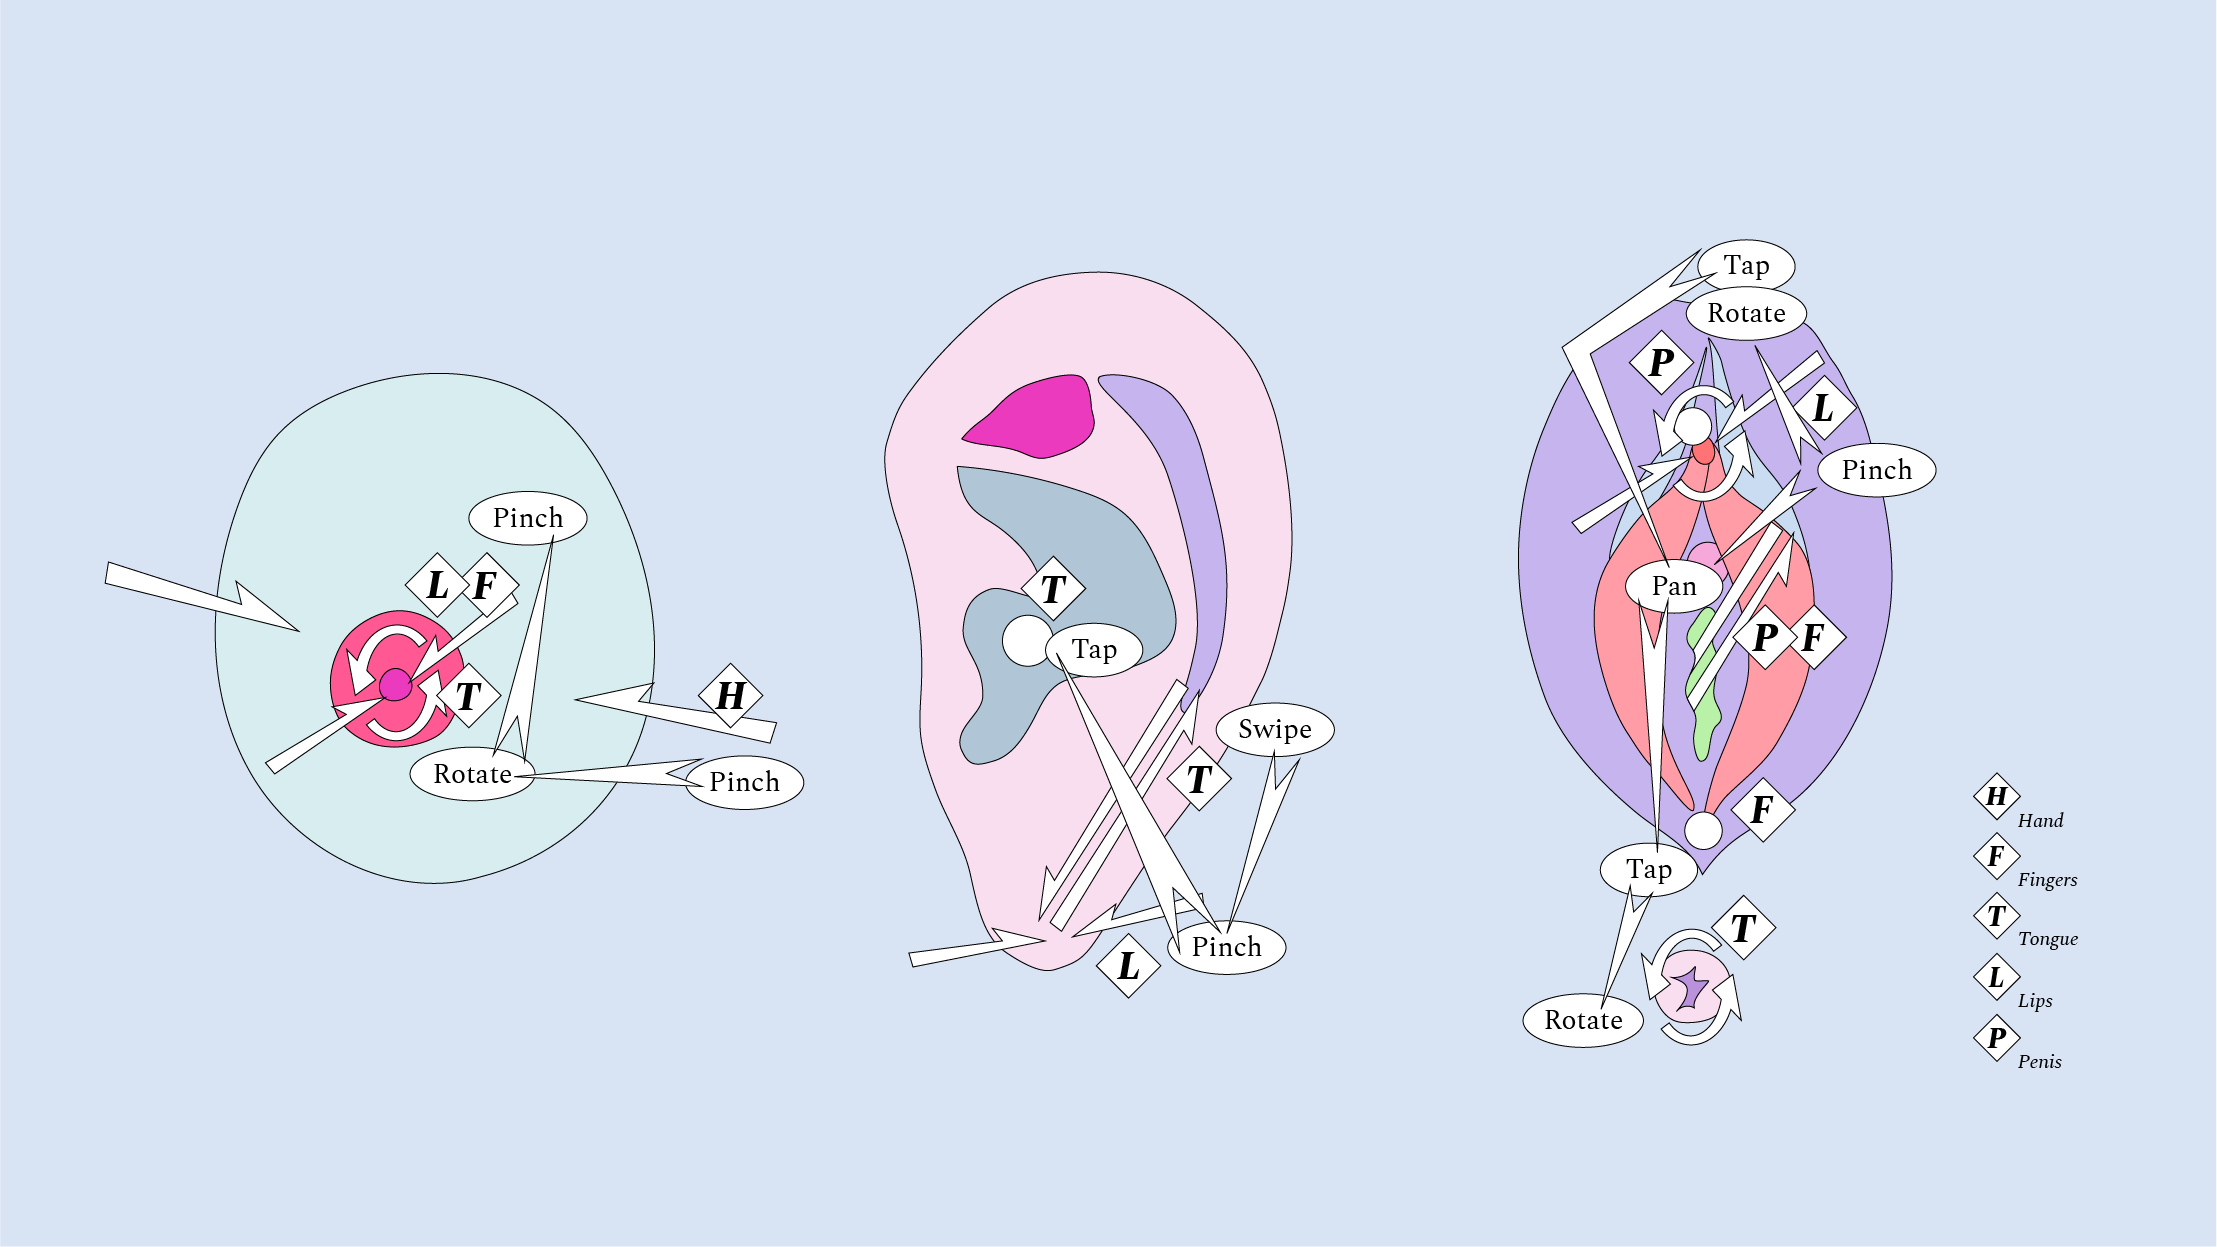 Pinch
L
F
T
Rotate
H
Pinch
T
Tap
Swipe
T
Pinch
L
Tap
Rotate
P
L
Pinch
Pan
P
F
F
Tap
T
Rotate
H
Hand
F
Fingers
T
Tongue
L
Lips
P
Penis